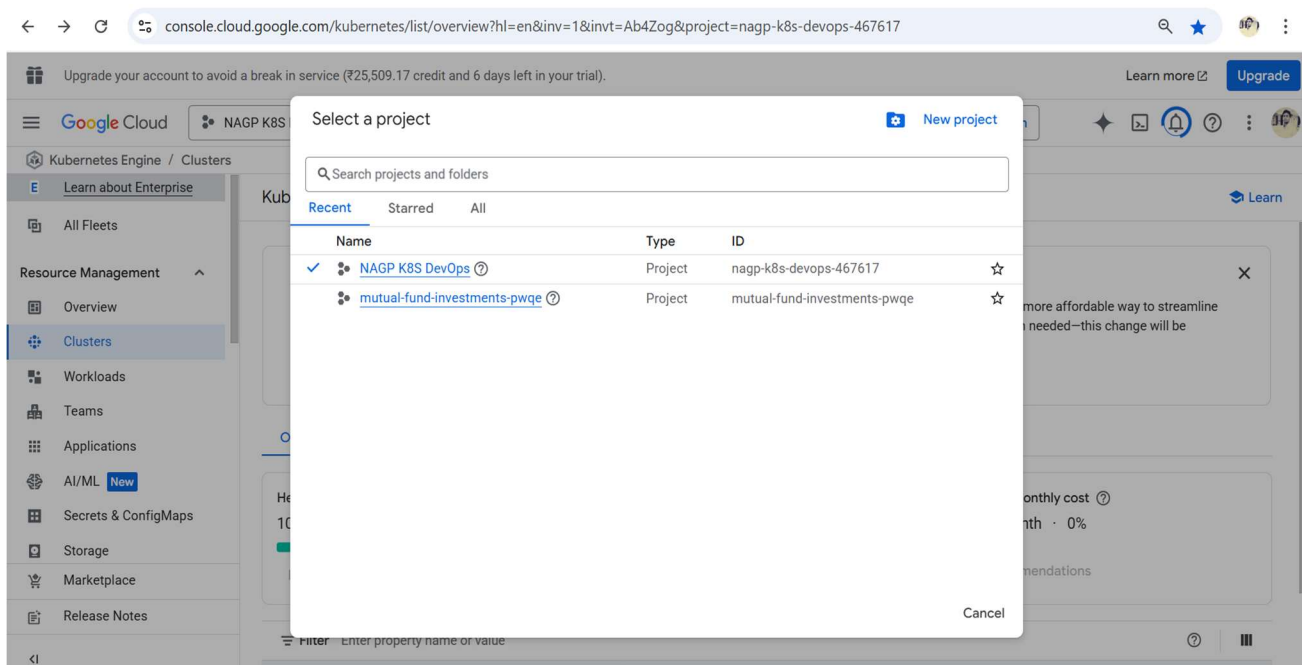 console.cloud.google.com/kubernetes/list/overview?hl=en&inv=1&invt=Ab4Zog&project=nagp-k8s-devops-467617
Upgrade your account to avoid a break in service (₹25,509.17 credit and 6 days left in your trial).
Learn more
Upgrade
Google Cloud
NAGP K8S
Kubernetes Engine / Clusters
E Learn about Enterprise
All Fleets
Resource Management
Overview
Clusters
Workloads
Teams
Applications
AI/ML New
Secrets & ConfigMaps
Storage
Marketplace
Release Notes
Kub
Learn
Select a project
New project
Search projects and folders
Recent Starred All
Name Type ID
NAGP K8S DevOps Project nagp-k8s-devops-467617
mutual-fund-investments-pwqe Project mutual-fund-investments-pwqe
Cancel
more affordable way to streamline
needed—this change will be
O
He
10
onthly cost
nth · 0%
mendations
Filter Enter property name or value